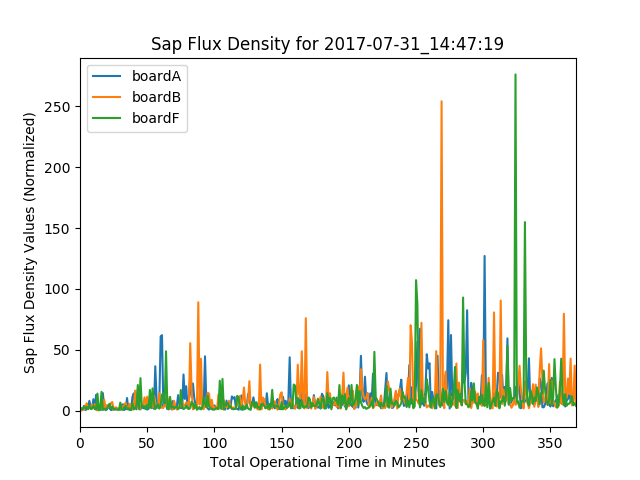 Sap Flux Density for 2017-07-31_14:47:19
boardA
boardB
boardF
Sap Flux Density Values (Normalized)
250
200
150
100
50
0
0 50 100 150 200 250 300 350
Total Operational Time in Minutes